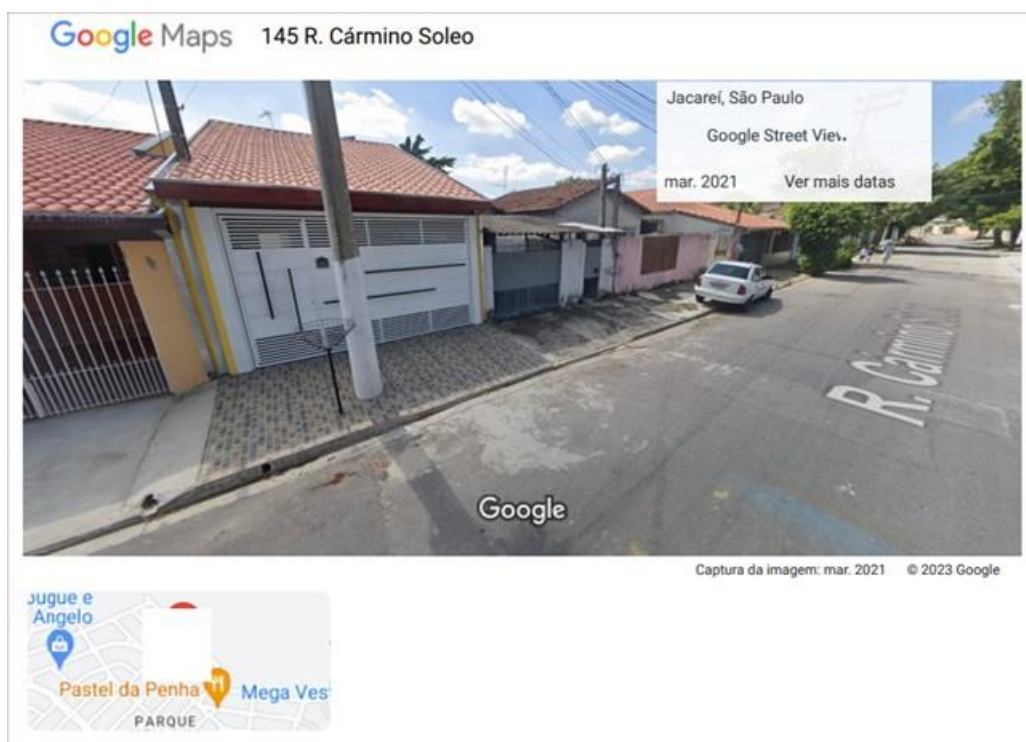 Google Maps 145 R. Cármino Soleo
Jacareí, São Paulo
Google Street View
mar. 2021 Ver mais datas
R. Cármino
Google
Captura da imagem: mar. 2021 © 2023 Google
Angelo
Pastel da Penha
Mega Ves
PARQUE